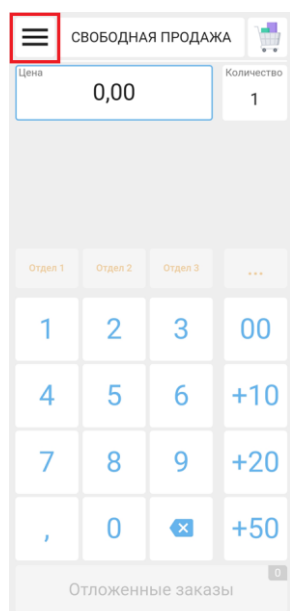 СВОБОДНАЯ ПРОДАЖА
Цена
0,00
Количество
1
Отдел 1 Отдел 2 Отдел 3 ...
1 2 3 00
4 5 6 +10
7 8 9 +20
, 0 +50
0
Отложенные заказы